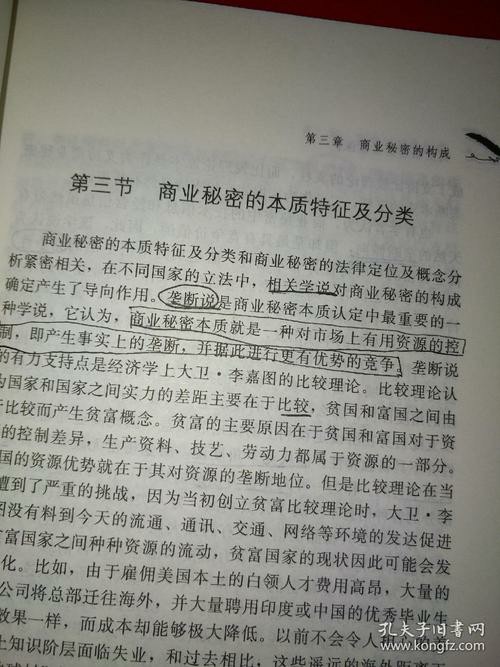 第三章 商业秘密的构成
第三节 商业秘密的本质特征及分类
商业秘密的本质特征及分类和商业秘密的法律定位及概念分
析紧密相关，在不同国家的立法中，相关学说对商业秘密的构成
确定产生了导向作用。垄断说是商业秘密本质认定中最重要的一
种学说，它认为，商业秘密本质就是一种对市场上有用资源的控
制，即产生事实上的垄断，并据此进行更有优势的竞争。垄断说
的有力支持点是经济学上大卫·李嘉图的比较理论。比较理论认
为国家和国家之间实力的差距主要在于比较，贫国和富国之间由
于比较而产生贫富概念。贫富的主要原因在于贫国和富国对于资
的控制差异，生产资料、技艺、劳动力都属于资源的一部分。
国的资源优势就在于其对资源的垄断地位。但是比较理论在当
遭到了严重的挑战，因为当初创立贫富比较理论时，大卫·李
图没有料到今天的流通、通讯、交通、网络等环境的发达促进
贫富国家之间种种资源的流动，贫富国家的现状因此可能会发
化。比如，由于雇佣美国本土的白领人才费用高昂，大量的
公司将总部迁往海外，并大量聘用印度或中国的优秀毕业生
效果一样，而成本却能够极大降低。以前不会令人
知识阶层面临失业，和过去相比，这些遥远的海外
孔夫子旧书网
www.kongfz.com